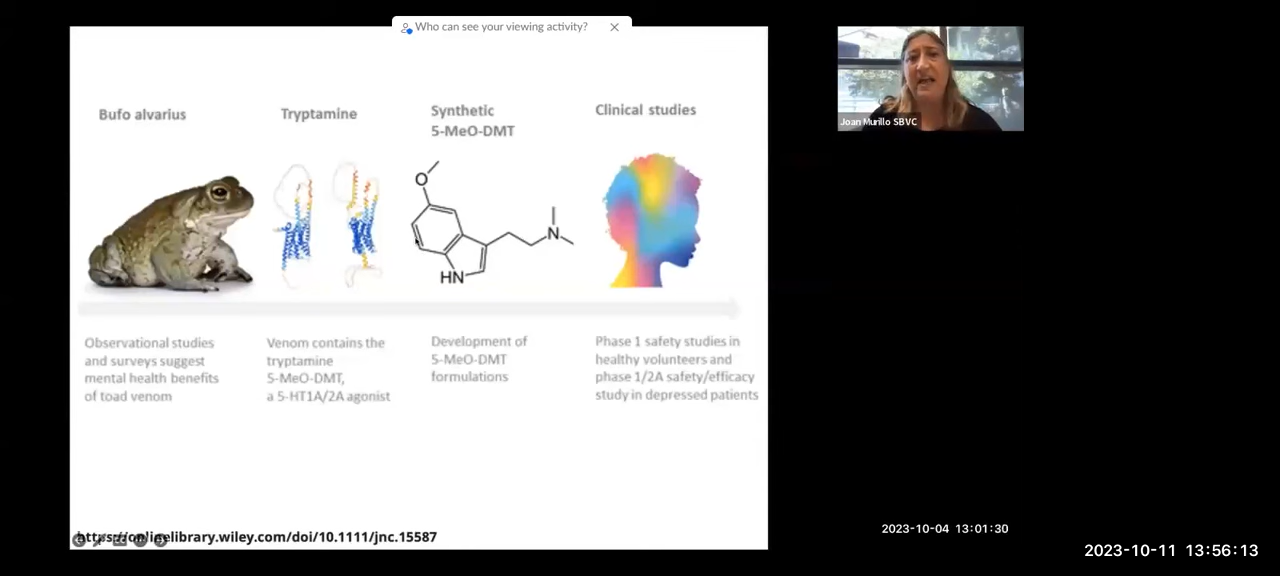 Who can see your viewing activity?
Bufo alvarius
Tryptamine
Synthetic
5-MeO-DMT
Clinical studies
O
N
HN
Observational studies
and surveys suggest
mental health benefits
of toad venom
Venom contains the
tryptamine
5-MeO-DMT,
a 5-HT1A/2A agonist
Development of
5-MeO-DMT
formulations
Phase 1 safety studies in
healthy volunteers and
phase 1/2A safety/efficacy
study in depressed patients
https://onlinelibrary.wiley.com/doi/10.1111/jnc.15587
Joan Murillo SBVC
2023-10-04 13:01:30
2023-10-11 13:56:13